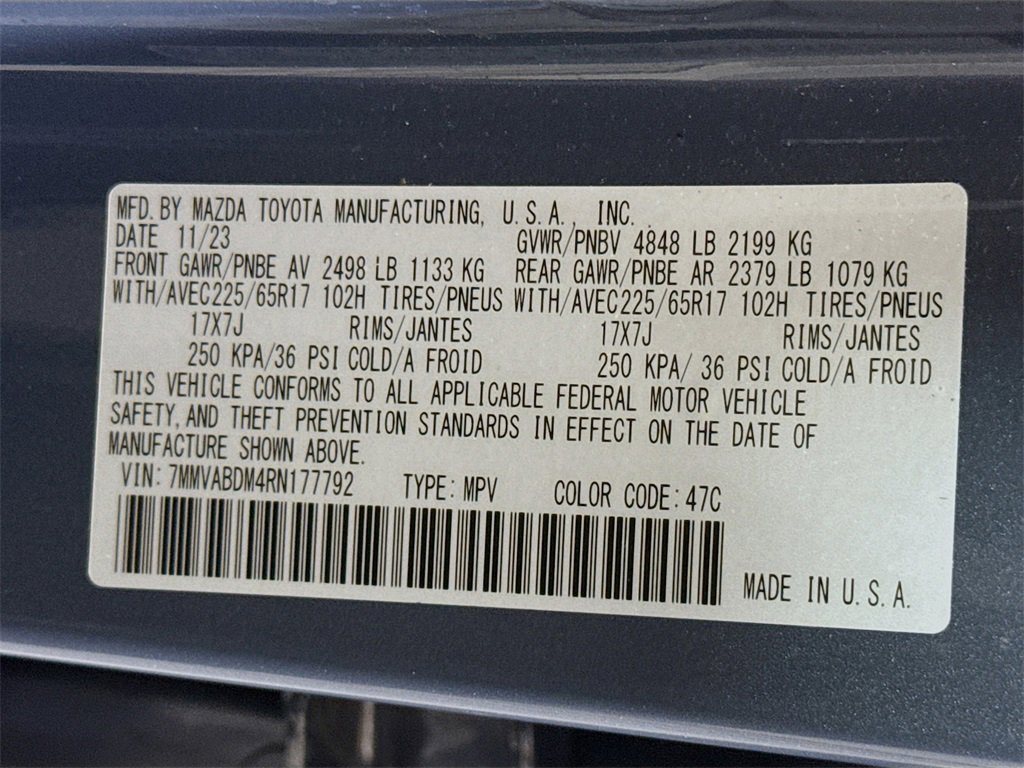 MFD. BY MAZDA TOYOTA MANUFACTURING, U.S.A., INC.
DATE 11/23 GVWR/PNBV 4848 LB 2199 KG
FRONT GAWR/PNBE AV 2498 LB 1133 KG REAR GAWR/PNBE AR 2379 LB 1079 KG
WITH/AVEC225/65R17 102H TIRES/PNEUS WITH/AVEC225/65R17 102H TIRES/PNEUS
17X7J RIMS/JANTES 17X7J RIMS/JANTES
250 KPA/36 PSI COLD/A FROID 250 KPA/ 36 PSI COLD/A FROID
THIS VEHICLE CONFORMS TO ALL APPLICABLE FEDERAL MOTOR VEHICLE
SAFETY, AND THEFT PREVENTION STANDARDS IN EFFECT ON THE DATE OF
MANUFACTURE SHOWN ABOVE.
VIN: 7MMVABDM4RN177792 TYPE: MPV COLOR CODE: 47C
MADE IN U.S.A.